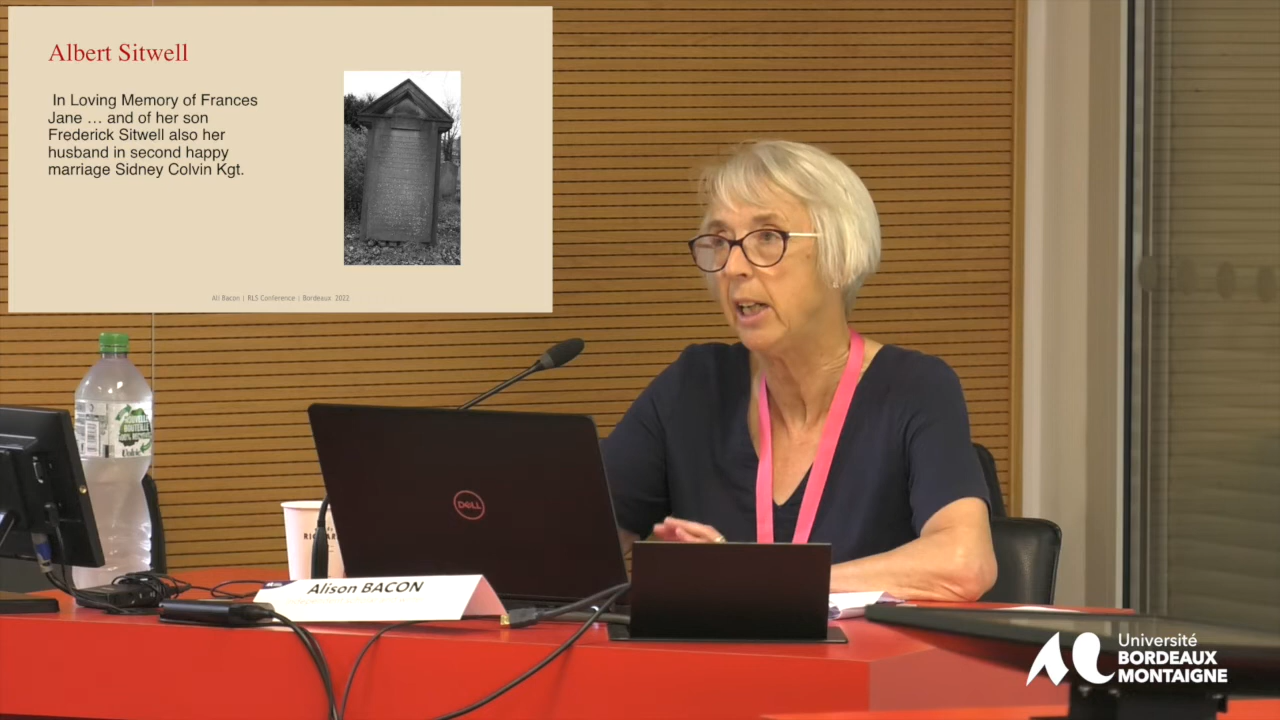 Albert Sitwell
In Loving Memory of Frances
Jane ... and of her son
Frederick Sitwell also her
husband in second happy
marriage Sidney Colvin Kgt.
Ali Bacon | RLS Conference | Bordeaux 2022
DELL
Alison BACON
Université
BORDEAUX
MONTAIGNE